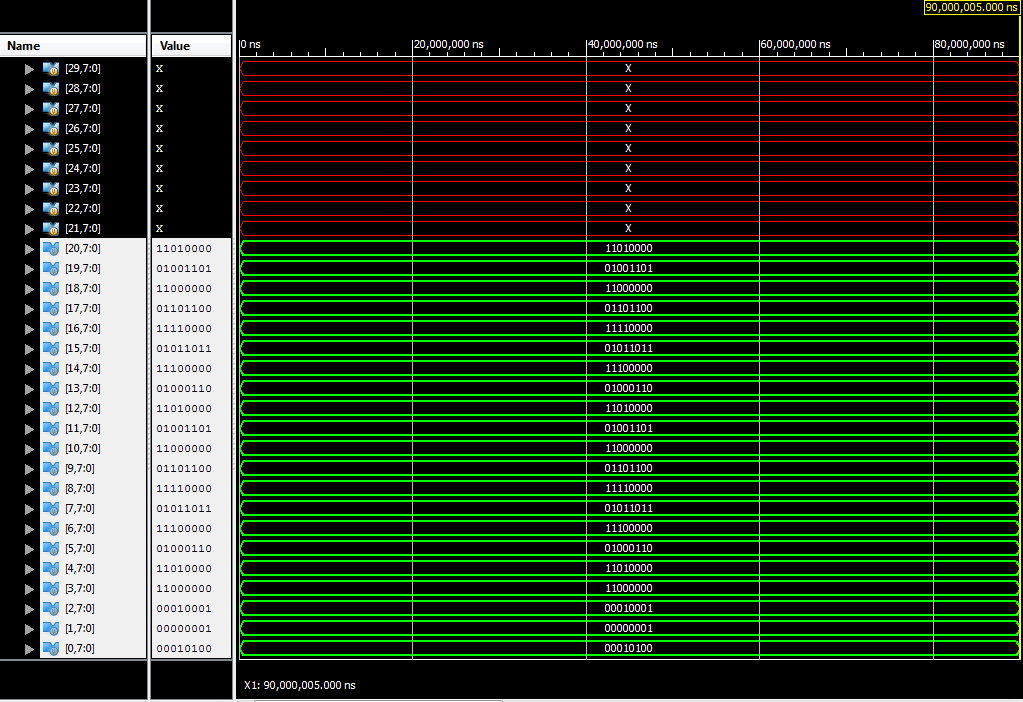 90,000,005.000 ns
Name Value 0 ns 20,000,000 ns 40,000,000 ns 60,000,000 ns 80,000,000 ns
[29,7:0] X X
[28,7:0] X X
[27,7:0] X X
[26,7:0] X X
[25,7:0] X X
[24,7:0] X X
[23,7:0] X X
[22,7:0] X X
[21,7:0] X X
[20,7:0] 11010000 11010000
[19,7:0] 01001101 01001101
[18,7:0] 11000000 11000000
[17,7:0] 01101100 01101100
[16,7:0] 11110000 11110000
[15,7:0] 01011011 01011011
[14,7:0] 11100000 11100000
[13,7:0] 01000110 01000110
[12,7:0] 11010000 11010000
[11,7:0] 01001101 01001101
[10,7:0] 11000000 11000000
[9,7:0] 01101100 01101100
[8,7:0] 11110000 11110000
[7,7:0] 01011011 01011011
[6,7:0] 11100000 11100000
[5,7:0] 01000110 01000110
[4,7:0] 11010000 11010000
[3,7:0] 11000000 11000000
[2,7:0] 00010001 00010001
[1,7:0] 00000001 00000001
[0,7:0] 00010100 00010100
X1: 90,000,005.000 ns